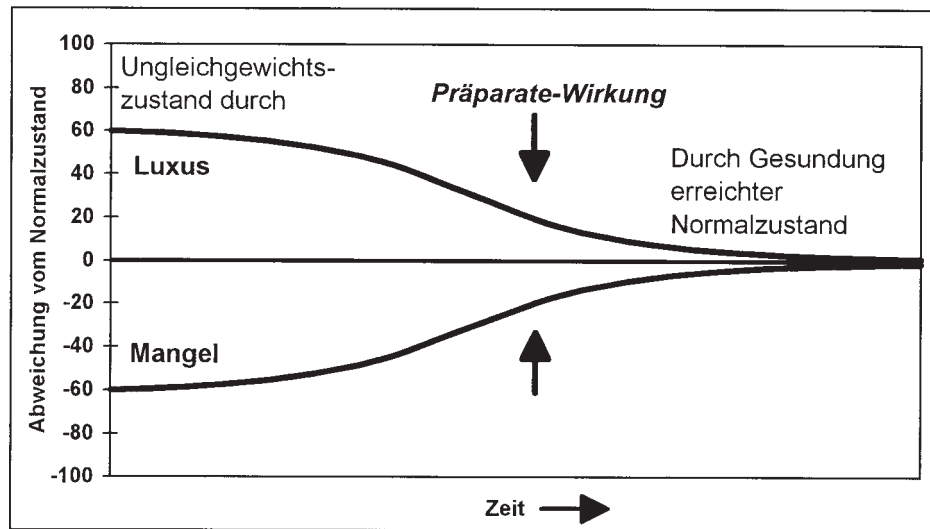 Abweichung vom Normalzustand
100
80
60
40
20
0
-20
-40
-60
-80
-100
Ungleichgewichts-
zustand durch
Luxus
Mangel
Präparate-Wirkung
Durch Gesundung
erreichter
Normalzustand
Zeit